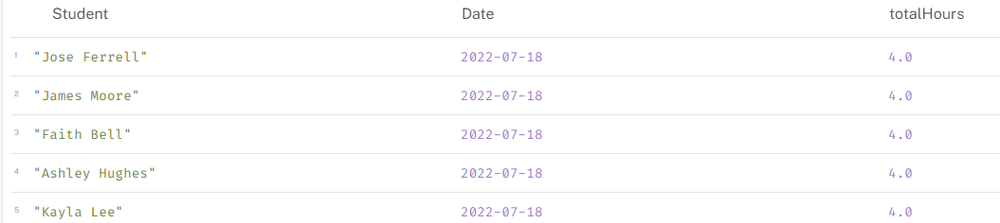 Student Date totalHours
1 "Jose Ferrell" 2022-07-18 4.0
2 "James Moore" 2022-07-18 4.0
3 "Faith Bell" 2022-07-18 4.0
4 "Ashley Hughes" 2022-07-18 4.0
5 "Kayla Lee" 2022-07-18 4.0